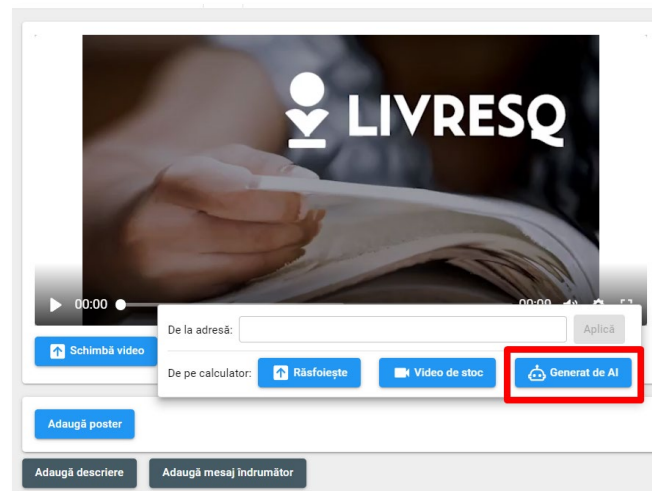 LIVRESQ
00:00
00:00
De la adresă:
Aplică
Schimbă video
De pe calculator:
Răsfoiește
Video de stoc
Generat de AI
Adaugă poster
Adaugă descriere
Adaugă mesaj îndrumător